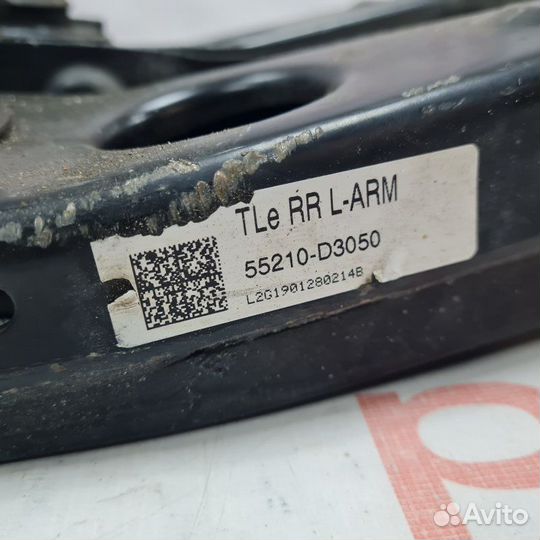 TLe RR L-ARM
55210-D3050
L2G1901280214B
p
Avito